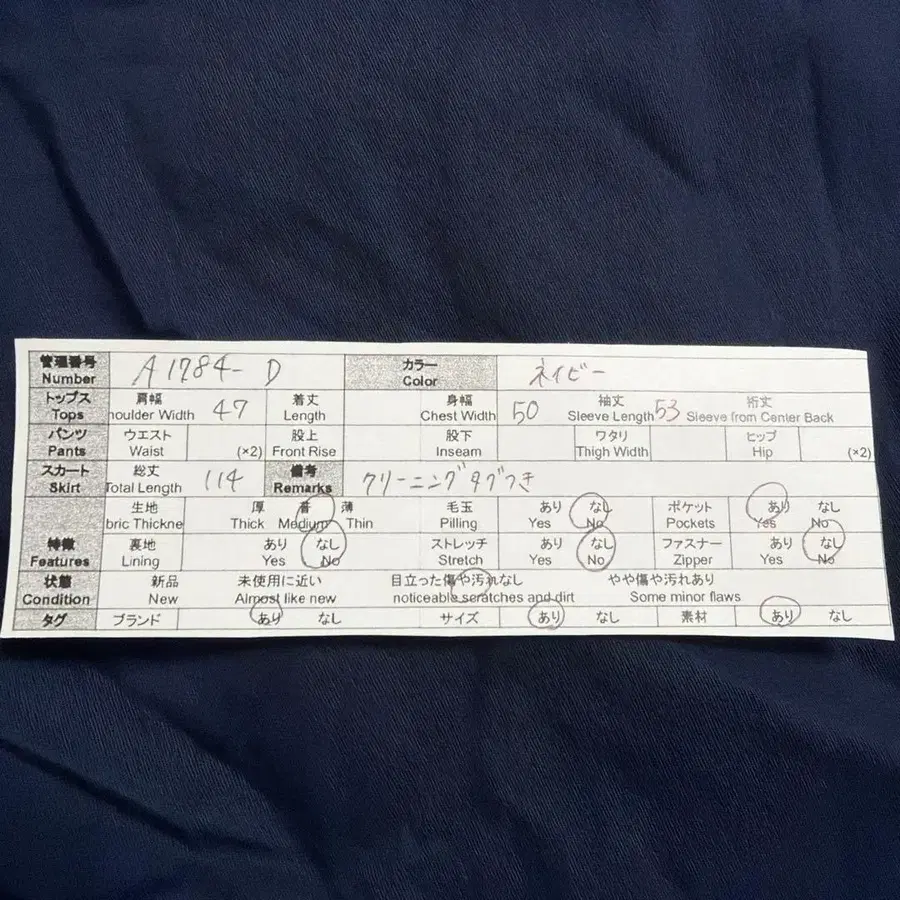 管理番号 A1784-D カラー ネイビー
Number Color
トップス 肩幅 47 着丈 身幅 50 袖丈 53 裄丈
Tops houlder Width Length Chest Width Sleeve Length Sleeve from Center Back
パンツ ウエスト 股上 股下 ワタリ ヒップ
Pants Waist (×2) Front Rise Inseam Thigh Width Hip (×2)
スカート 総丈 114 備考 クリーニングタグつき
Skirt Total Length Remarks
生地 厚 普 薄 毛玉 あり なし ポケット あり なし
bric Thickne Thick Medium Thin Pilling Yes No Pockets Yes No
特徴 裏地 あり なし ストレッチ あり なし ファスナー あり なし
Features Lining Yes No Stretch Yes No Zipper Yes No
状態 新品 未使用に近い 目立った傷や汚れなし やや傷や汚れあり
Condition New Almost like new noticeable scratches and dirt Some minor flaws
タグ ブランド あり なし サイズ あり なし 素材 あり なし